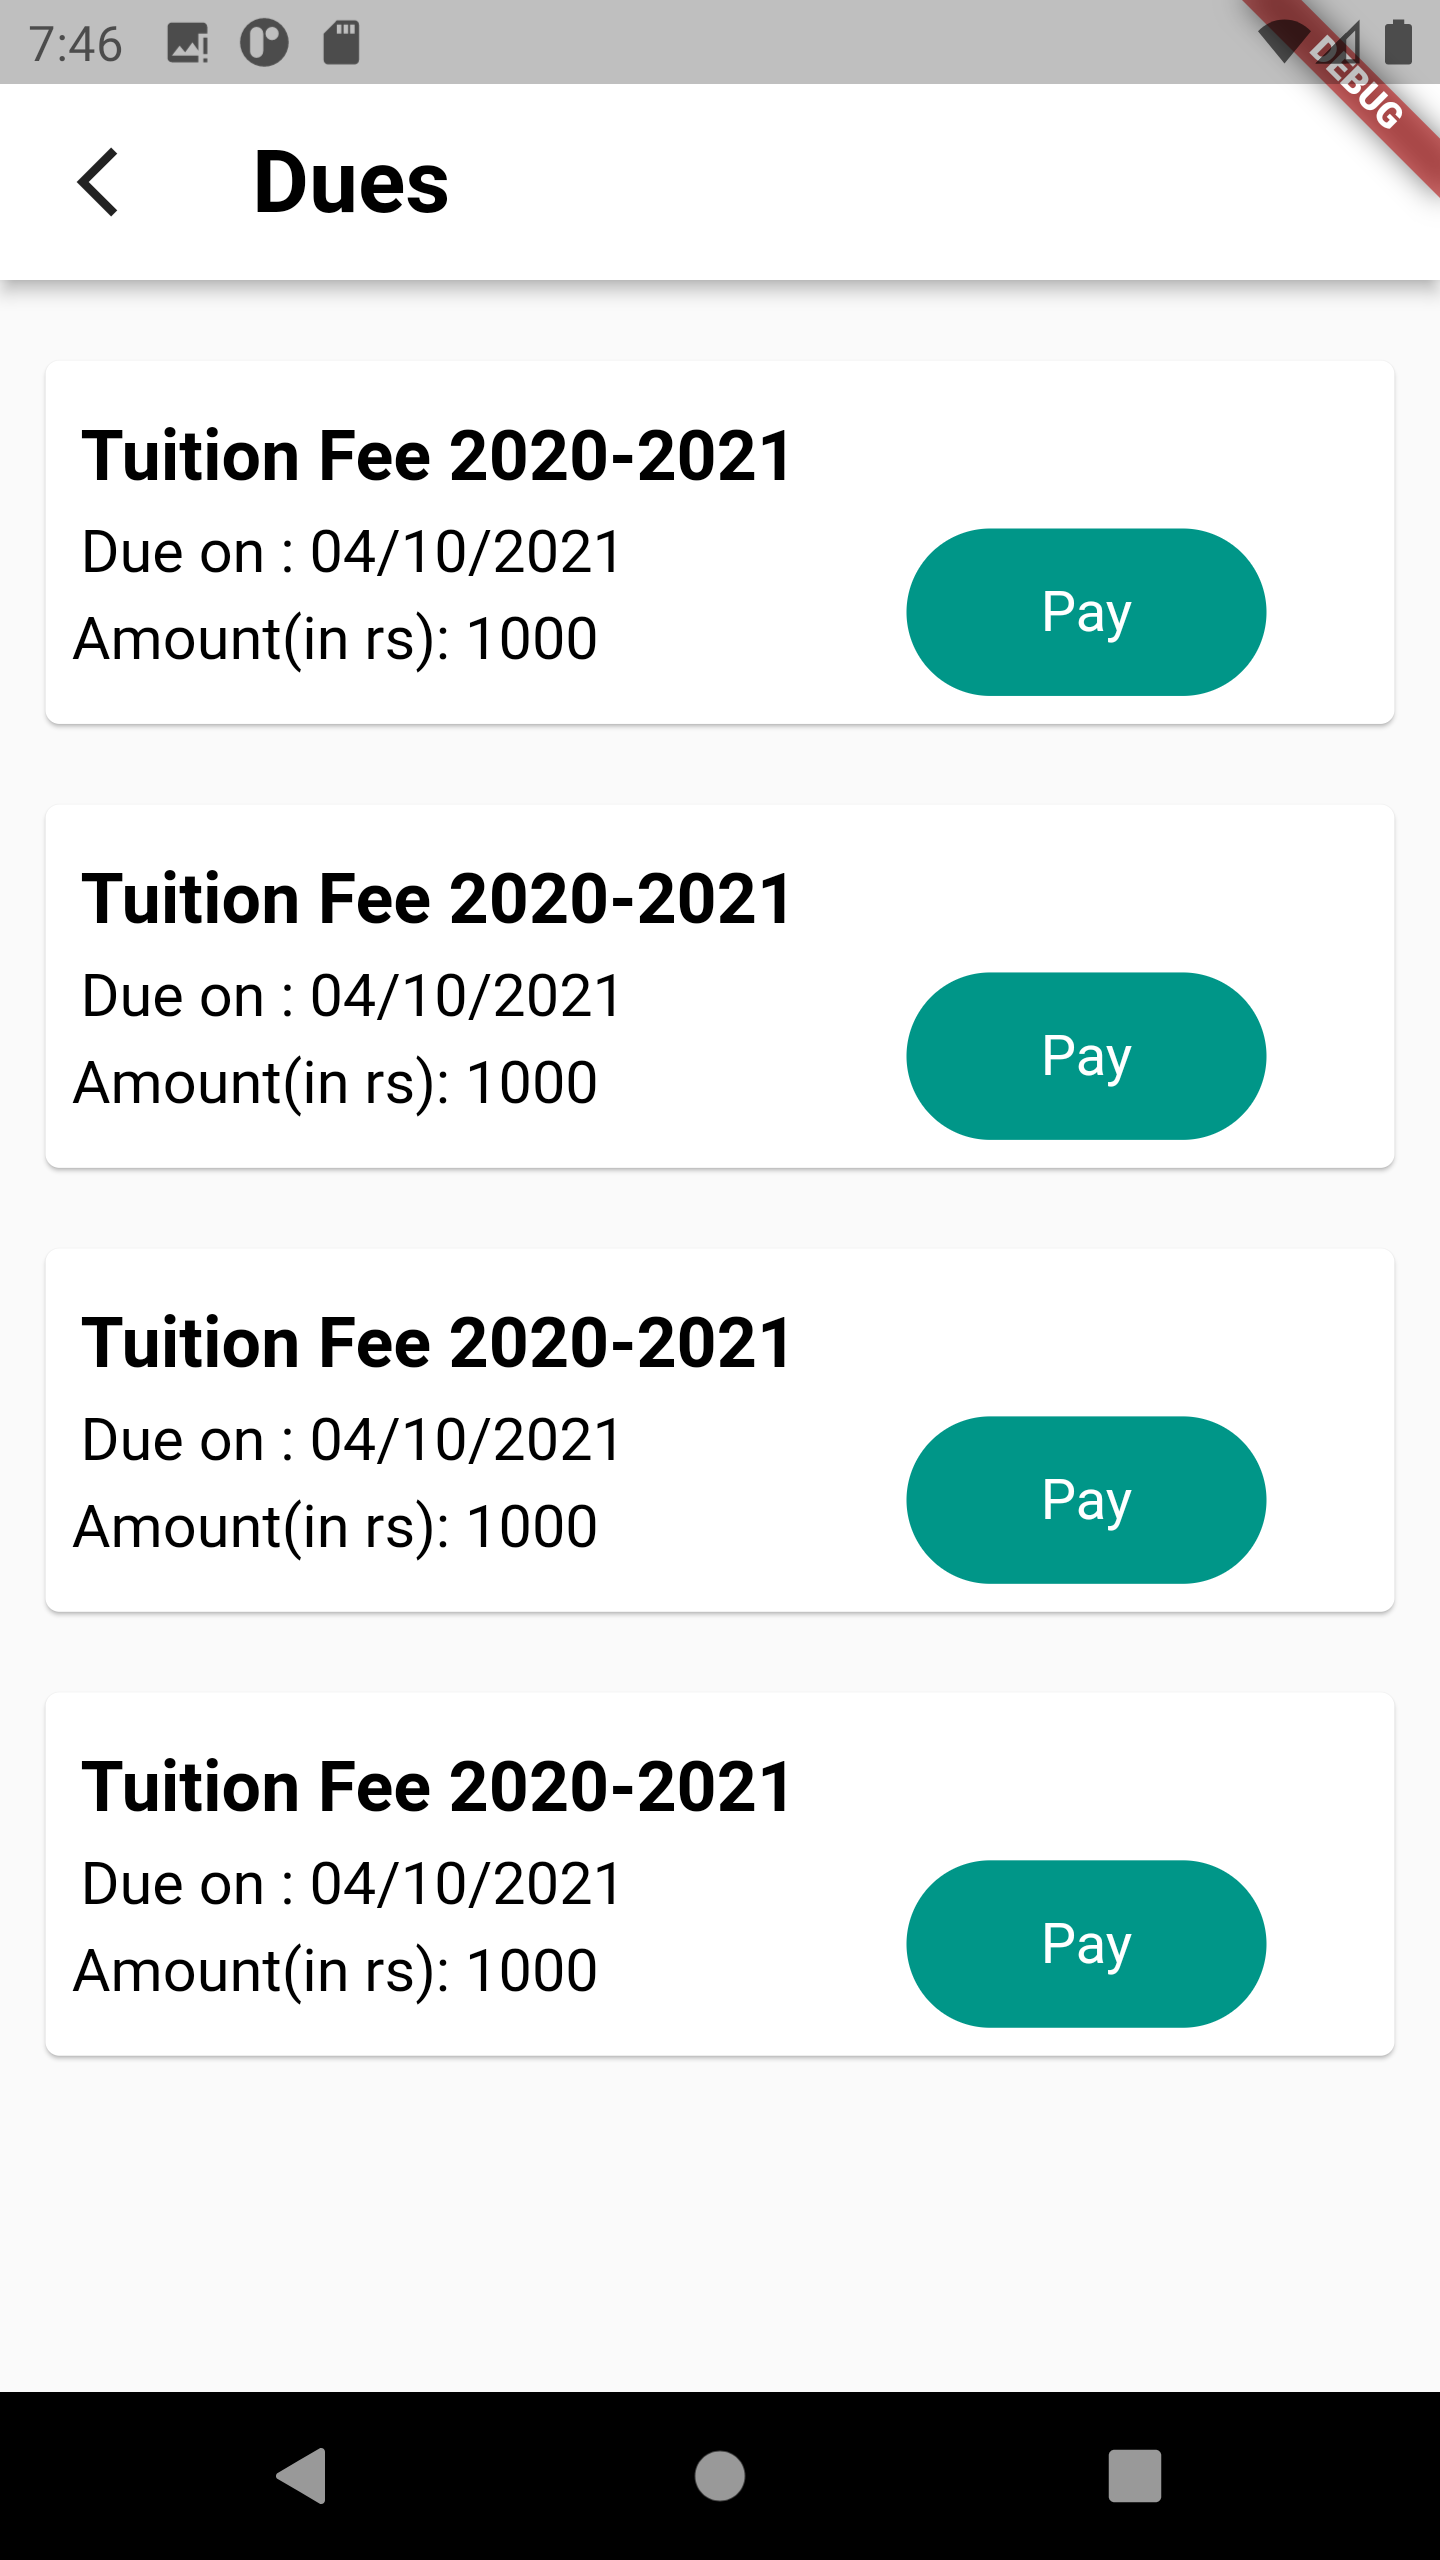 7:46
DEBUG
Dues
Tuition Fee 2020-2021
Due on : 04/10/2021
Amount(in rs): 1000
Pay
Tuition Fee 2020-2021
Due on : 04/10/2021
Amount(in rs): 1000
Pay
Tuition Fee 2020-2021
Due on : 04/10/2021
Amount(in rs): 1000
Pay
Tuition Fee 2020-2021
Due on : 04/10/2021
Amount(in rs): 1000
Pay